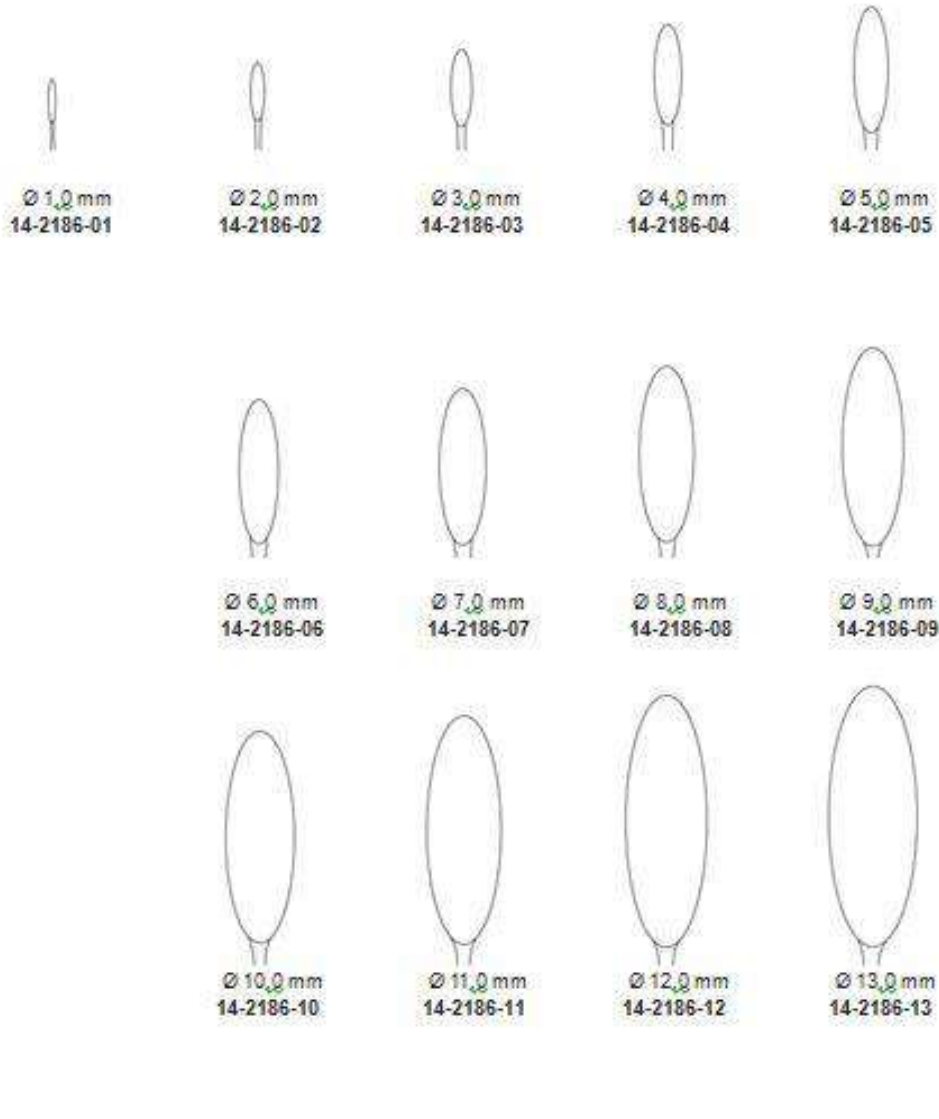 Ø 1,0 mm
14-2186-01
Ø 2,0 mm
14-2186-02
Ø 3,0 mm
14-2186-03
Ø 4,0 mm
14-2186-04
Ø 5,0 mm
14-2186-05
Ø 6,0 mm
14-2186-06
Ø 7,0 mm
14-2186-07
Ø 8,0 mm
14-2186-08
Ø 9,0 mm
14-2186-09
Ø 10,0 mm
14-2186-10
Ø 11,0 mm
14-2186-11
Ø 12,0 mm
14-2186-12
Ø 13,0 mm
14-2186-13